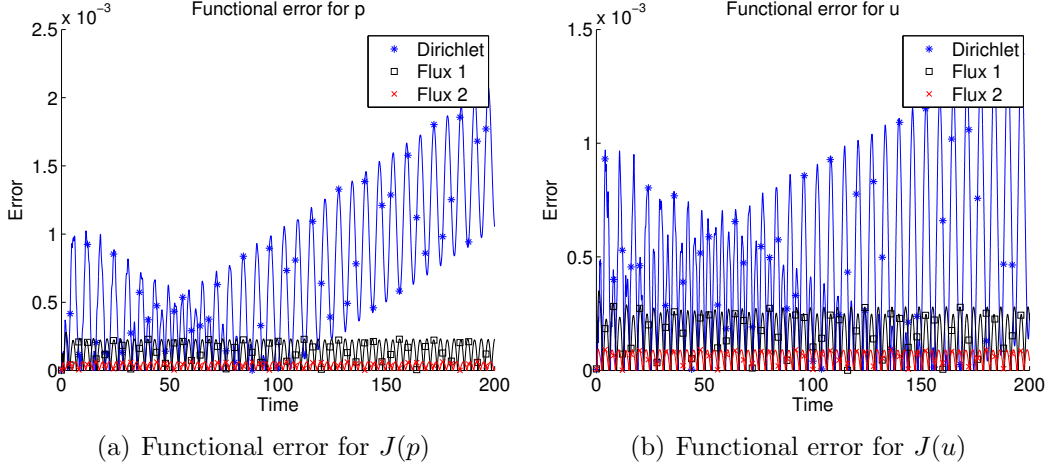 Functional error for p
x 10⁻³
2.5
2
1.5
1
0.5
0
0
50
100
150
200
Error
Time
Dirichlet
Flux 1
Flux 2
(a) Functional error for J(p)
Functional error for u
x 10⁻³
1.5
1
0.5
0
0
50
100
150
200
Error
Time
Dirichlet
Flux 1
Flux 2
(b) Functional error for J(u)